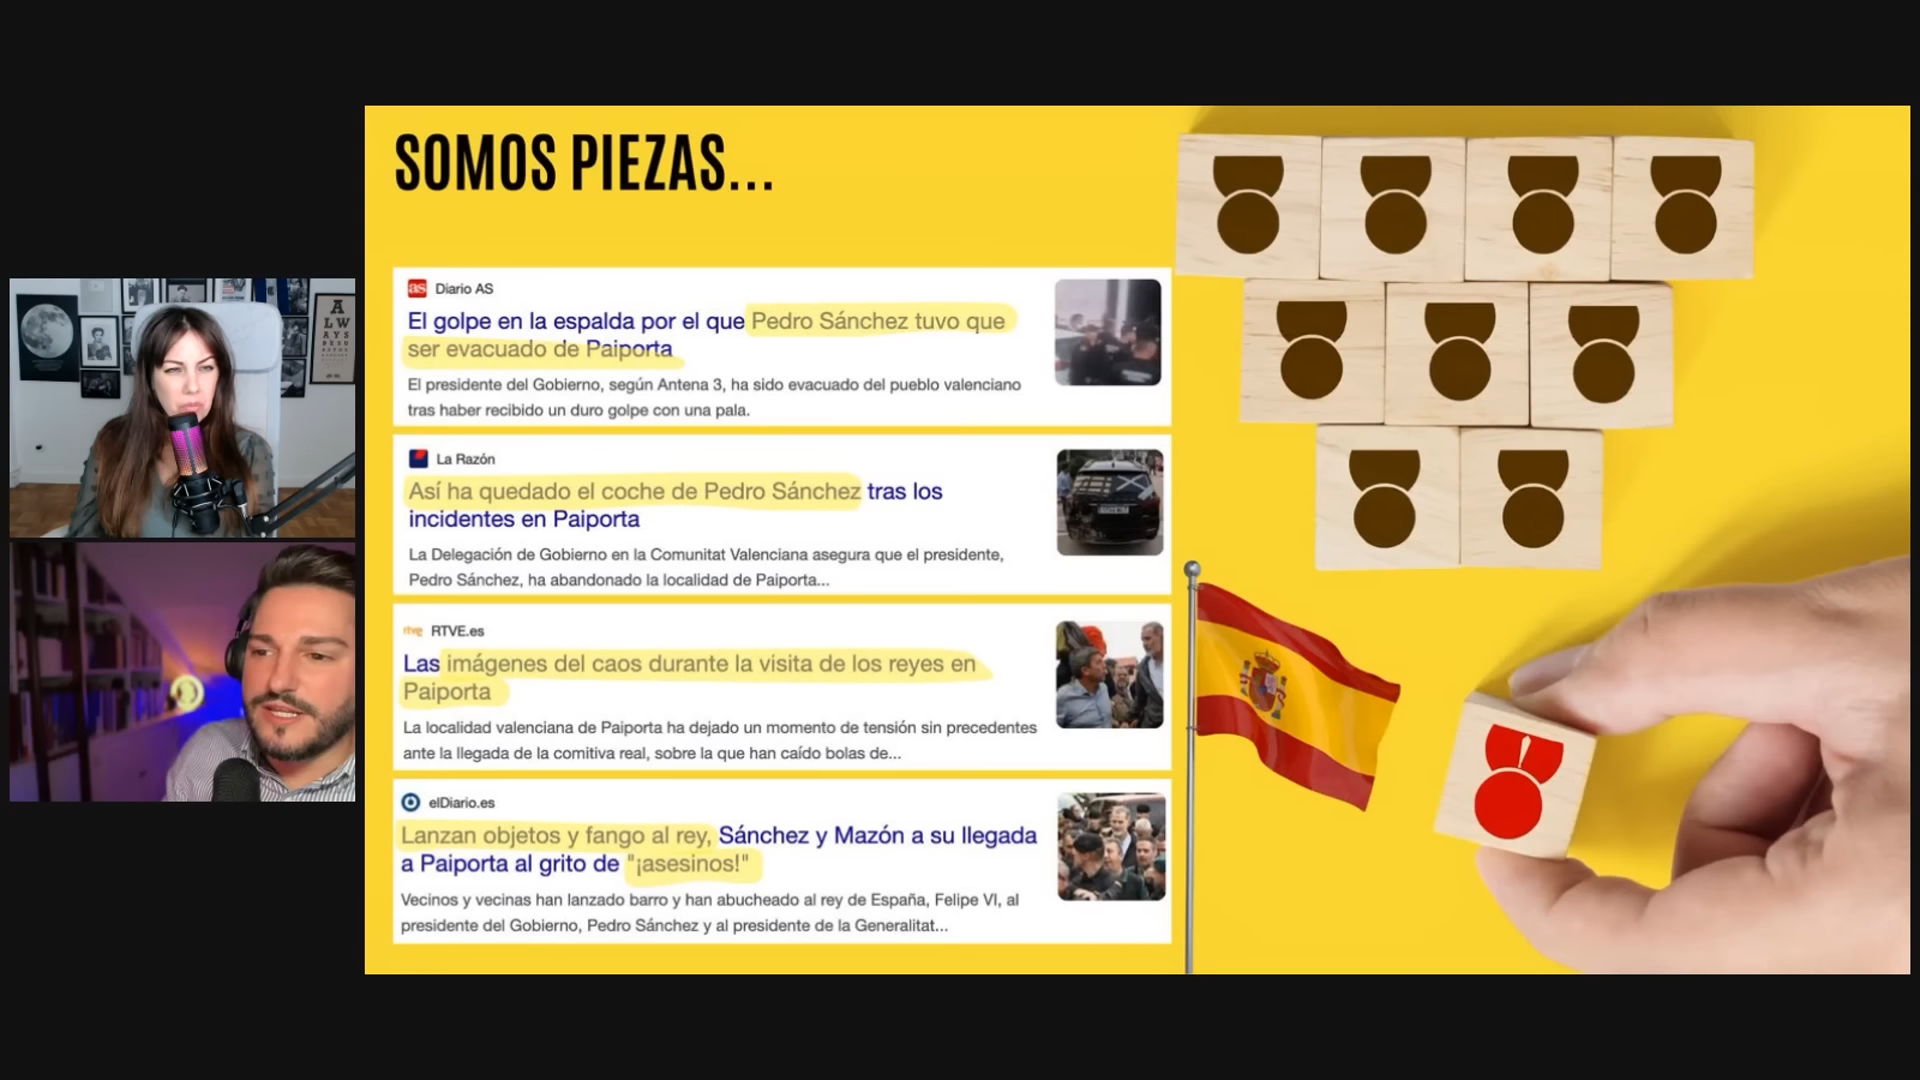 SOMOS PIEZAS...
as Diario AS
El golpe en la espalda por el que Pedro Sánchez tuvo que
ser evacuado de Paiporta
El presidente del Gobierno, según Antena 3, ha sido evacuado del pueblo valenciano
tras haber recibido un duro golpe con una pala.
La Razón
Así ha quedado el coche de Pedro Sánchez tras los
incidentes en Paiporta
La Delegación de Gobierno en la Comunitat Valenciana asegura que el presidente,
Pedro Sánchez, ha abandonado la localidad de Paiporta...
rtve RTVE.es
Las imágenes del caos durante la visita de los reyes en
Paiporta
La localidad valenciana de Paiporta ha dejado un momento de tensión sin precedentes
ante la llegada de la comitiva real, sobre la que han caído bolas de...
elDiario.es
Lanzan objetos y fango al rey, Sánchez y Mazón a su llegada
a Paiporta al grito de "¡asesinos!"
Vecinos y vecinas han lanzado barro y han abucheado al rey de España, Felipe VI, al
presidente del Gobierno, Pedro Sánchez y al presidente de la Generalitat...
A
L W